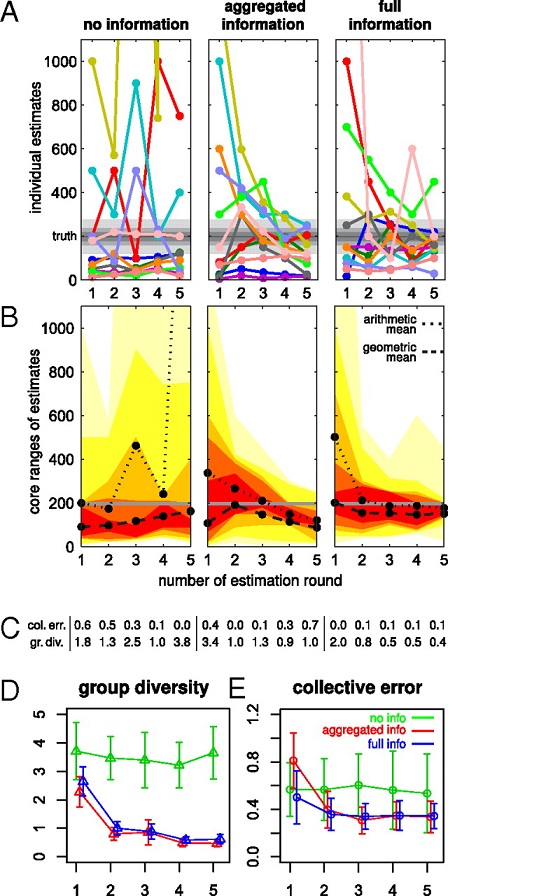 A
no information
aggregated information
full information
individual estimates
1000
800
600
400
truth
0
1 2 3 4 5
1 2 3 4 5
1 2 3 4 5
B
core ranges of estimates
1000
800
600
400
200
0
arithmetic mean
geometric mean
1 2 3 4 5
1 2 3 4 5
1 2 3 4 5
number of estimation round
C
col. err. 0.6 0.5 0.3 0.1 0.0 0.4 0.0 0.1 0.3 0.7 0.0 0.1 0.1 0.1 0.1
gr. div. 1.8 1.3 2.5 1.0 3.8 3.4 1.0 1.3 0.9 1.0 2.0 0.8 0.5 0.5 0.4
D
group diversity
5
4
3
2
1
0
1 2 3 4 5
E
collective error
1.2
0.8
0.4
0.0
no info
aggregated info
full info
1 2 3 4 5